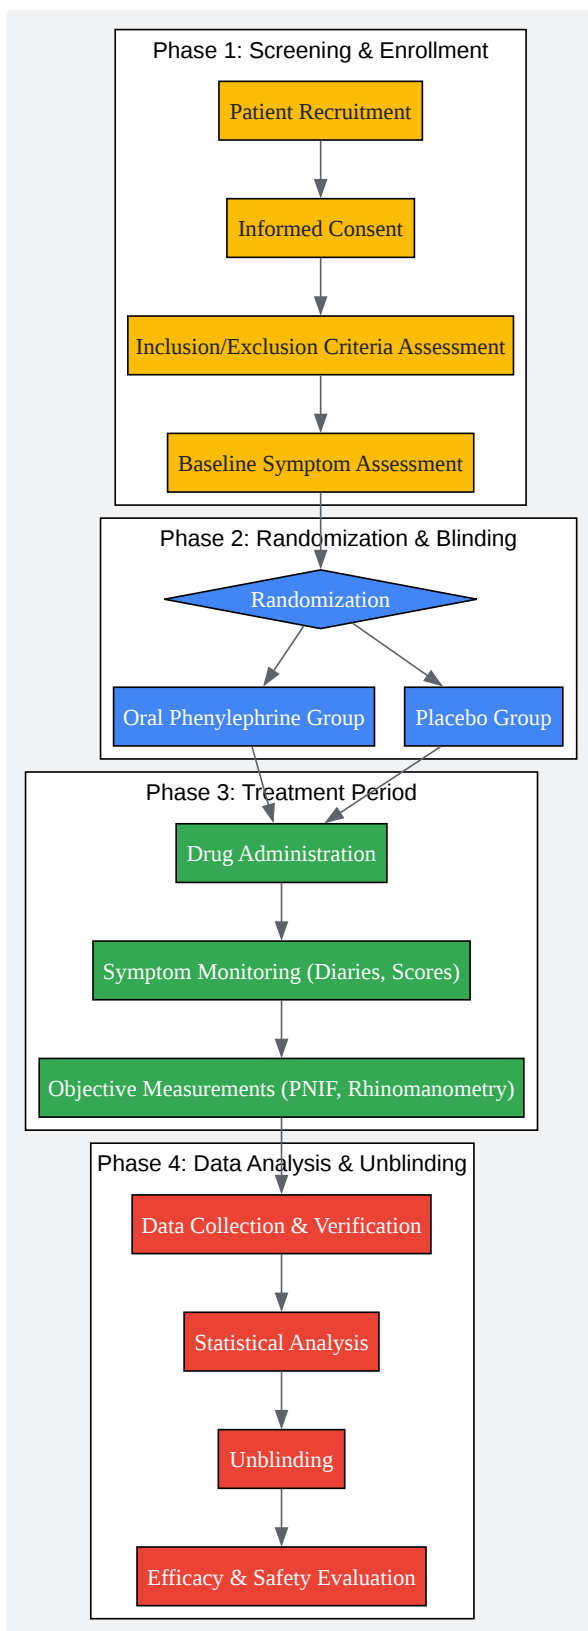 Phase 1: Screening & Enrollment
Patient Recruitment
Informed Consent
Inclusion/Exclusion Criteria Assessment
Baseline Symptom Assessment
Phase 2: Randomization & Blinding
Randomization
Oral Phenylephrine Group
Placebo Group
Phase 3: Treatment Period
Drug Administration
Symptom Monitoring (Diaries, Scores)
Objective Measurements (PNIF, Rhinomanometry)
Phase 4: Data Analysis & Unblinding
Data Collection & Verification
Statistical Analysis
Unblinding
Efficacy & Safety Evaluation